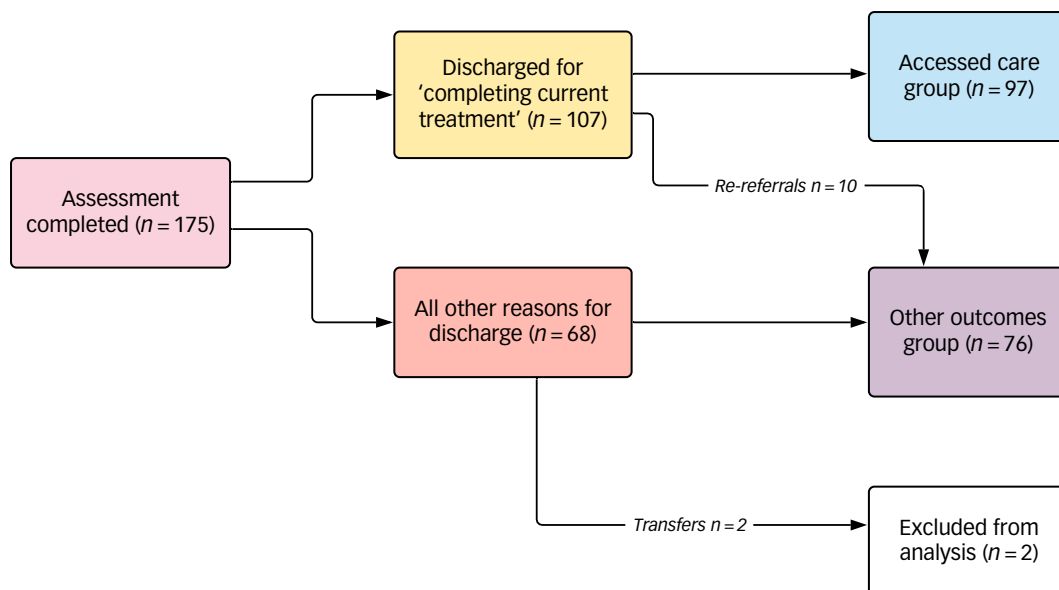 Assessment
completed (n = 175)
Discharged for
‘completing current
treatment’ (n = 107)
Accessed care
group (n = 97)
Re-referrals n = 10
All other reasons for
discharge (n = 68)
Other outcomes
group (n = 76)
Transfers n = 2
Excluded from
analysis (n = 2)